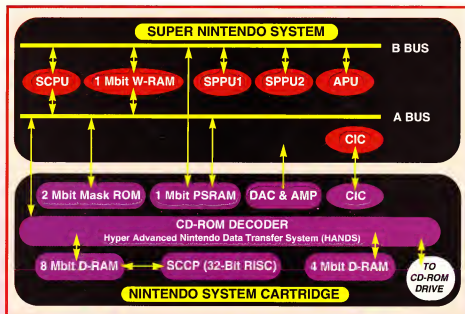 SUPER NINTENDO SYSTEM
B BUS
SCPU
1 Mbit W-RAM
SPPU1
SPPU2
APU
A BUS
CIC
2 Mbit Mask ROM
1 Mbit PSRAM
DAC & AMP
CIC
CD-ROM DECODER
Hyper Advanced Nintendo Data Transfer System (HANDS)
8 Mbit D-RAM
SCCP (32-Bit RISC)
4 Mbit D-RAM
TO
CD-ROM
DRIVE
NINTENDO SYSTEM CARTRIDGE